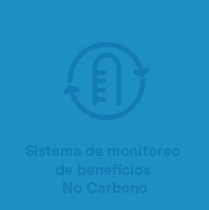 Sistema de monitoreo
de beneficios
No Carbono